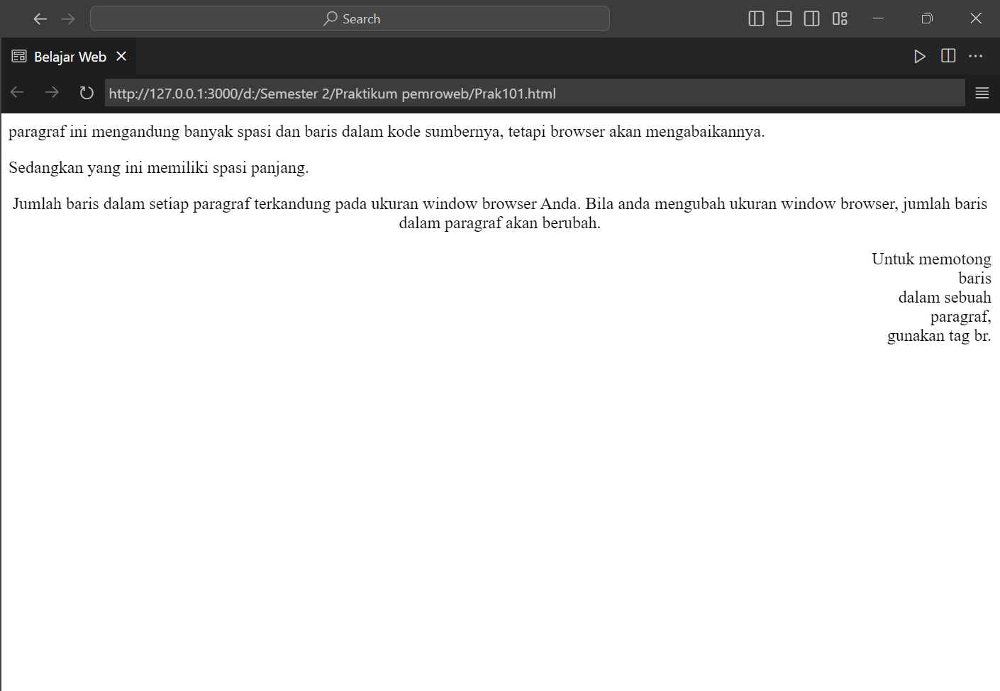 Search
Belajar Web
http://127.0.0.1:3000/d:/Semester 2/Praktikum pemroweb/Prak101.html
paragraf ini mengandung banyak spasi dan baris dalam kode sumbernya, tetapi browser akan mengabaikannya.
Sedangkan yang ini memiliki spasi panjang.
Jumlah baris dalam setiap paragraf terkandung pada ukuran window browser Anda. Bila anda mengubah ukuran window browser, jumlah baris
dalam paragraf akan berubah.
Untuk memotong
baris
dalam sebuah
paragraf,
gunakan tag br.